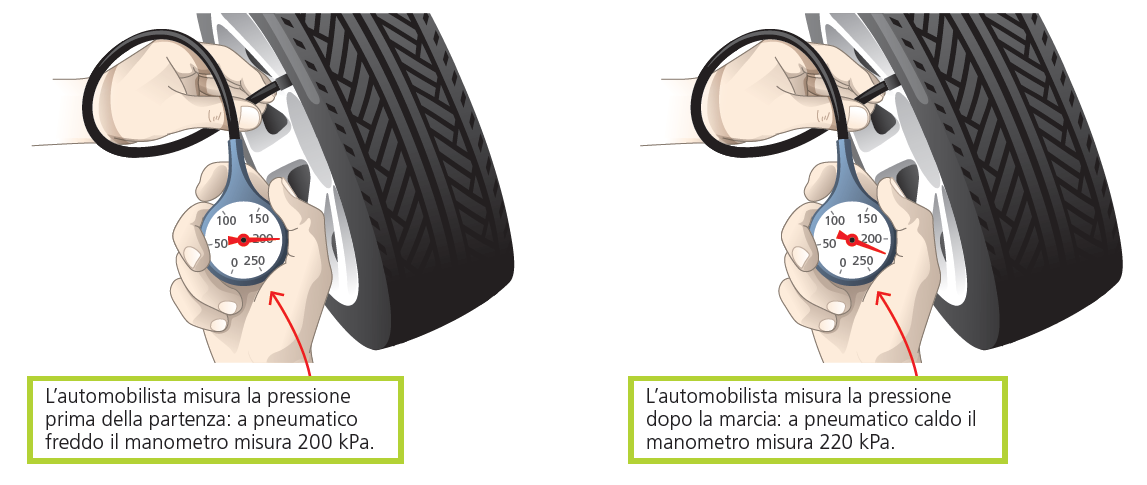 100 150
50 200
0 250
L'automobilista misura la pressione
prima della partenza: a pneumatico
freddo il manometro misura 200 kPa.
100 150
50 200
0 250
L'automobilista misura la pressione
dopo la marcia: a pneumatico caldo il
manometro misura 220 kPa.